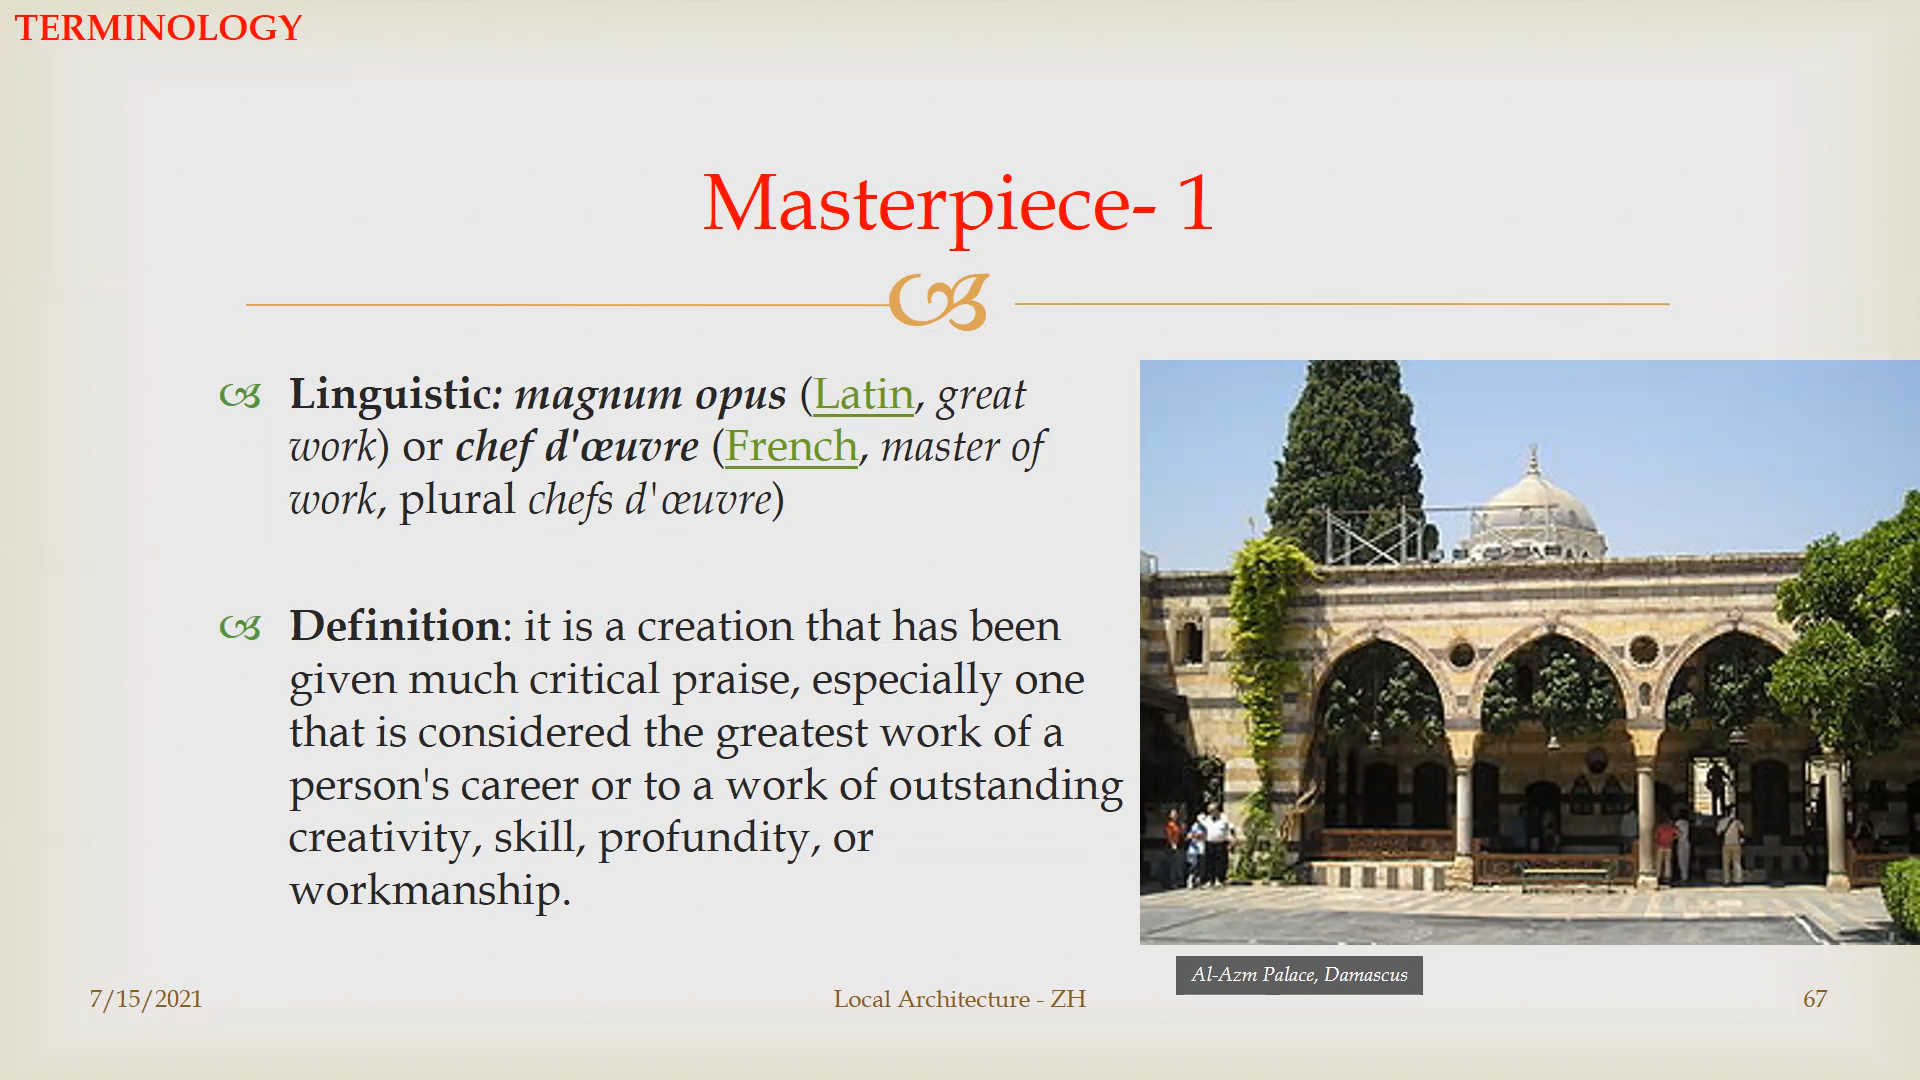 TERMINOLOGY
Masterpiece- 1
Linguistic: magnum opus (Latin, great
work) or chef d'œuvre (French, master of
work, plural chefs d'œuvre)
Definition: it is a creation that has been
given much critical praise, especially one
that is considered the greatest work of a
person's career or to a work of outstanding
creativity, skill, profundity, or
workmanship.
Al-Azm Palace, Damascus
7/15/2021
Local Architecture - ZH
67